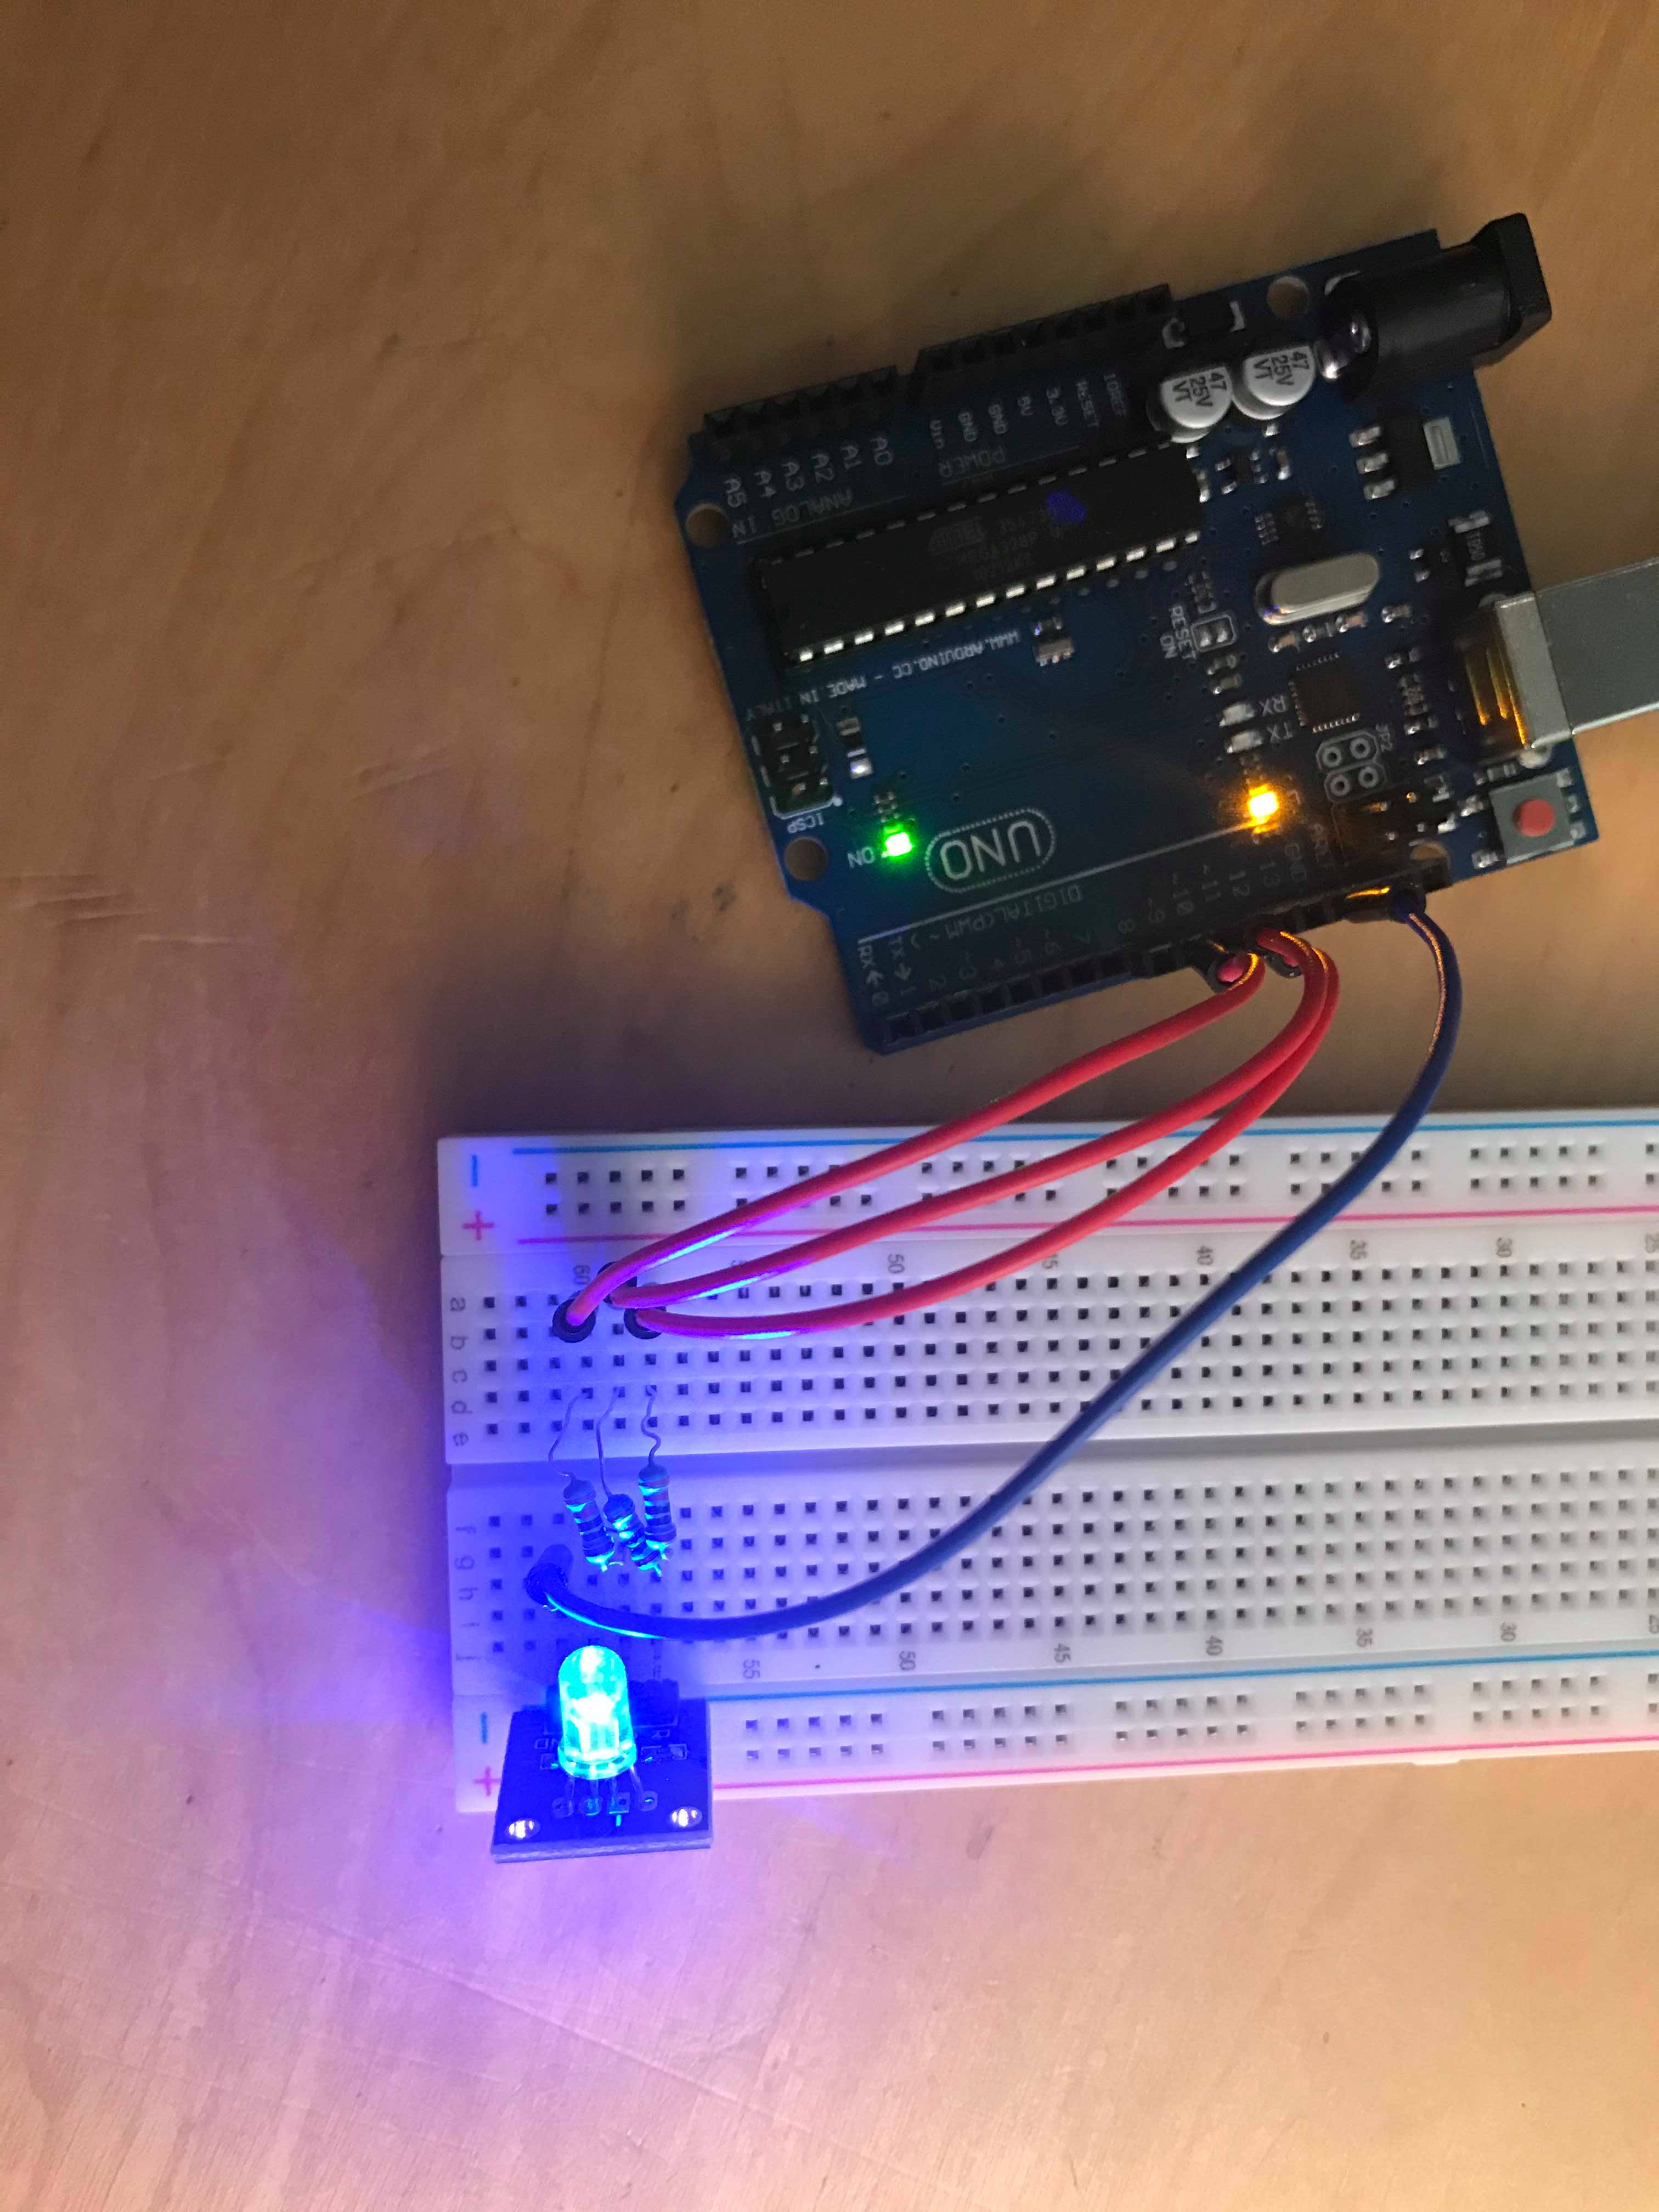 47
25V
VT
47
25V
VT
IOREF
RESET
3.3V
5V
GND
GND
Vin
POWER
A0
A1
A2
A3
A4
A5
ANALOG IN
WWW.ARDUINO.CC - MADE IN ITALY
RESET
ON
RX
TX
JP2
ICSP
ON
UNO
DIGITAL(PWM ~)
GND
13
12
~11
~10
~9
8
7
~6
~5
4
~3
2
TX→1
RX←0
-
+
60
50
40
35
30
25
a
b
c
d
e
f
g
h
i
j
55
50
45
40
35
30
25
-
+